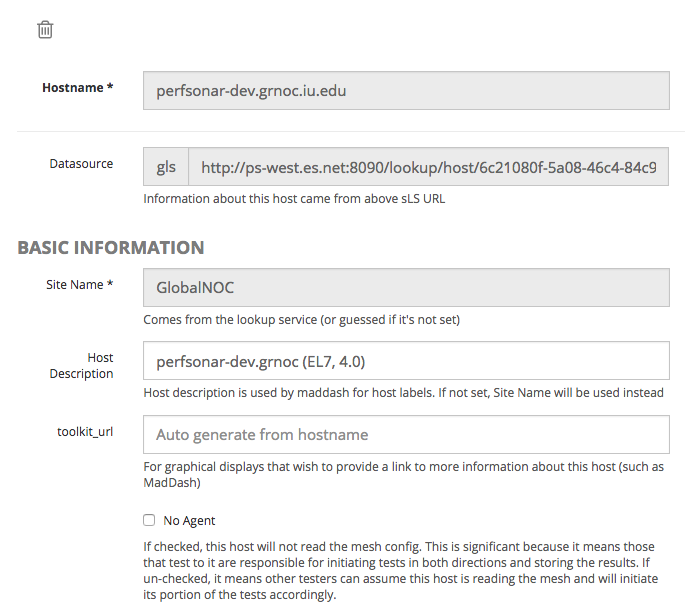 Hostname *
perfsonar-dev.grnoc.iu.edu
Datasource
gls
http://ps-west.es.net:8090/lookup/host/6c21080f-5a08-46c4-84c9
Information about this host came from above sLS URL
BASIC INFORMATION
Site Name *
GlobalNOC
Comes from the lookup service (or guessed if it's not set)
Host
Description
perfsonar-dev.grnoc (EL7, 4.0)
Host description is used by maddash for host labels. If not set, Site Name will be used instead
toolkit_url
Auto generate from hostname
For graphical displays that wish to provide a link to more information about this host (such as
MadDash)
No Agent
If checked, this host will not read the mesh config. This is significant because it means those
that test to it are responsible for initiating tests in both directions and storing the results. If
un-checked, it means other testers can assume this host is reading the mesh and will initiate
its portion of the tests accordingly.